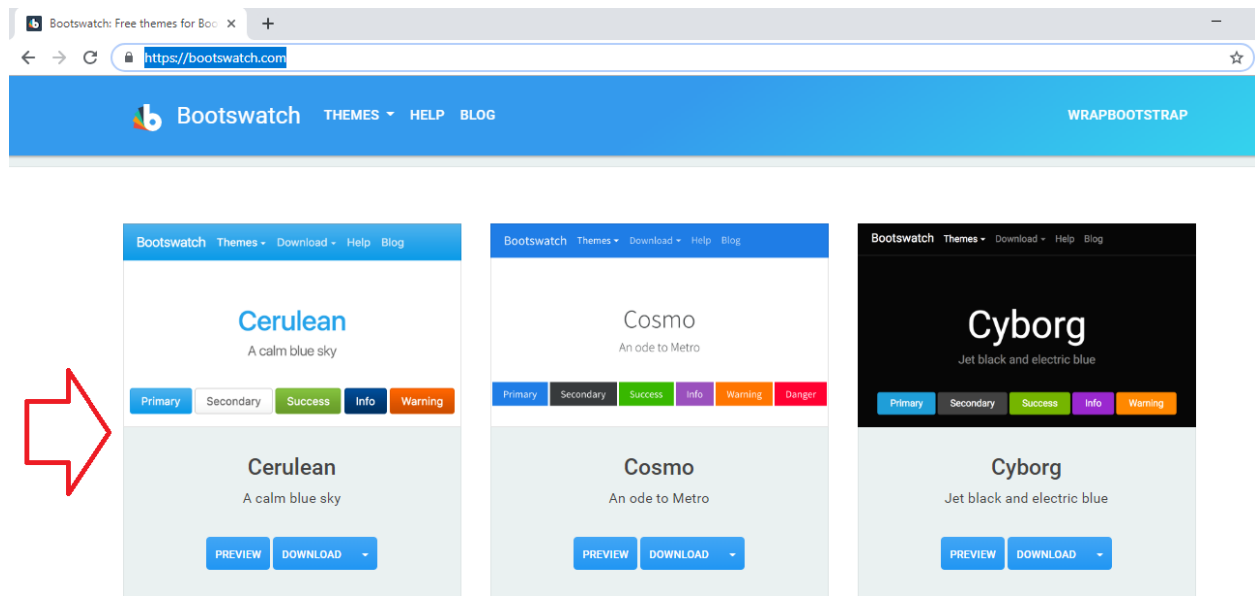 Bootswatch: Free themes for Boo
https://bootswatch.com
Bootswatch THEMES HELP BLOG WRAPBOOTSTRAP
Bootswatch Themes Download Help Blog
Cerulean
A calm blue sky
Primary Secondary Success Info Warning
Cerulean
A calm blue sky
PREVIEW DOWNLOAD
Bootswatch Themes Download Help Blog
Cosmo
An ode to Metro
Primary Secondary Success Info Warning Danger
Cosmo
An ode to Metro
PREVIEW DOWNLOAD
Bootswatch Themes Download Help Blog
Cyborg
Jet black and electric blue
Primary Secondary Success Info Warning
Cyborg
Jet black and electric blue
PREVIEW DOWNLOAD